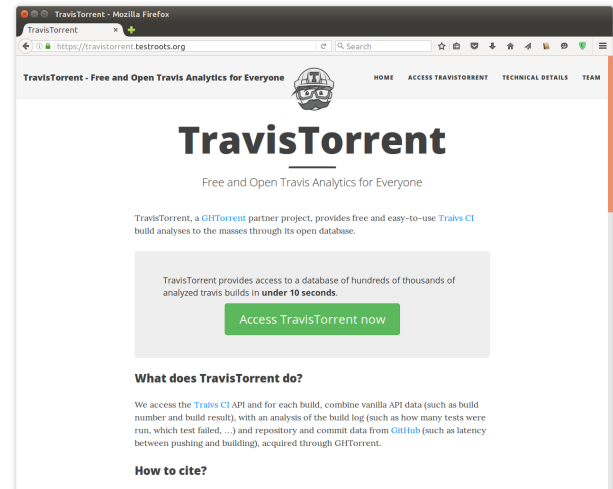 TravisTorrent - Mozilla Firefox
TravisTorrent
https://travistorrent.testroots.org
Search
TravisTorrent - Free and Open Travis Analytics for Everyone
HOME ACCESS TRAVISTORRENT TECHNICAL DETAILS TEAM
T
TravisTorrent
Free and Open Travis Analytics for Everyone
TravisTorrent, a GHTorrent partner project, provides free and easy-to-use Traivs CI
build analyses to the masses through its open database.
TravisTorrent provides access to a database of hundreds of thousands of
analyzed travis builds in under 10 seconds.
Access TravisTorrent now
What does TravisTorrent do?
We access the Traivs CI API and for each build, combine vanilla API data (such as build
number and build result), with an analysis of the build log (such as how many tests were
run, which test failed, ...) and repository and commit data from GitHub (such as latency
between pushing and building), acquired through GHTorrent.
How to cite?